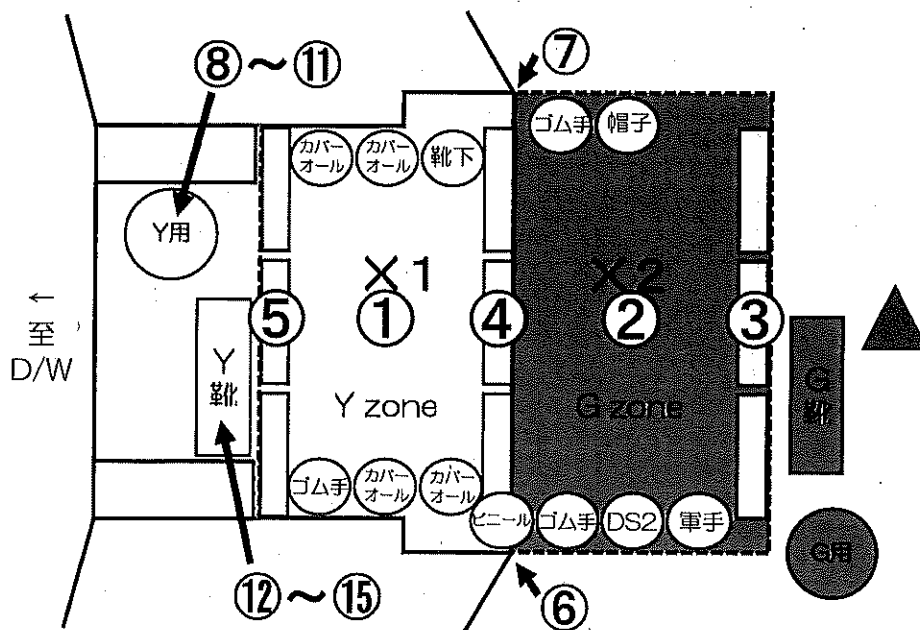 ⑧～⑪
⑦
ゴム手
帽子
カバー
オール
カバー
オール
靴下
Y用
×1
×2
←
至
D/W
⑤
①
④
②
③
Y
靴
G
靴
Y zone
G zone
ゴム手
カバー
オール
カバー
オール
ビニール
ゴム手
DS2
軍手
G用
⑫～⑮
⑥